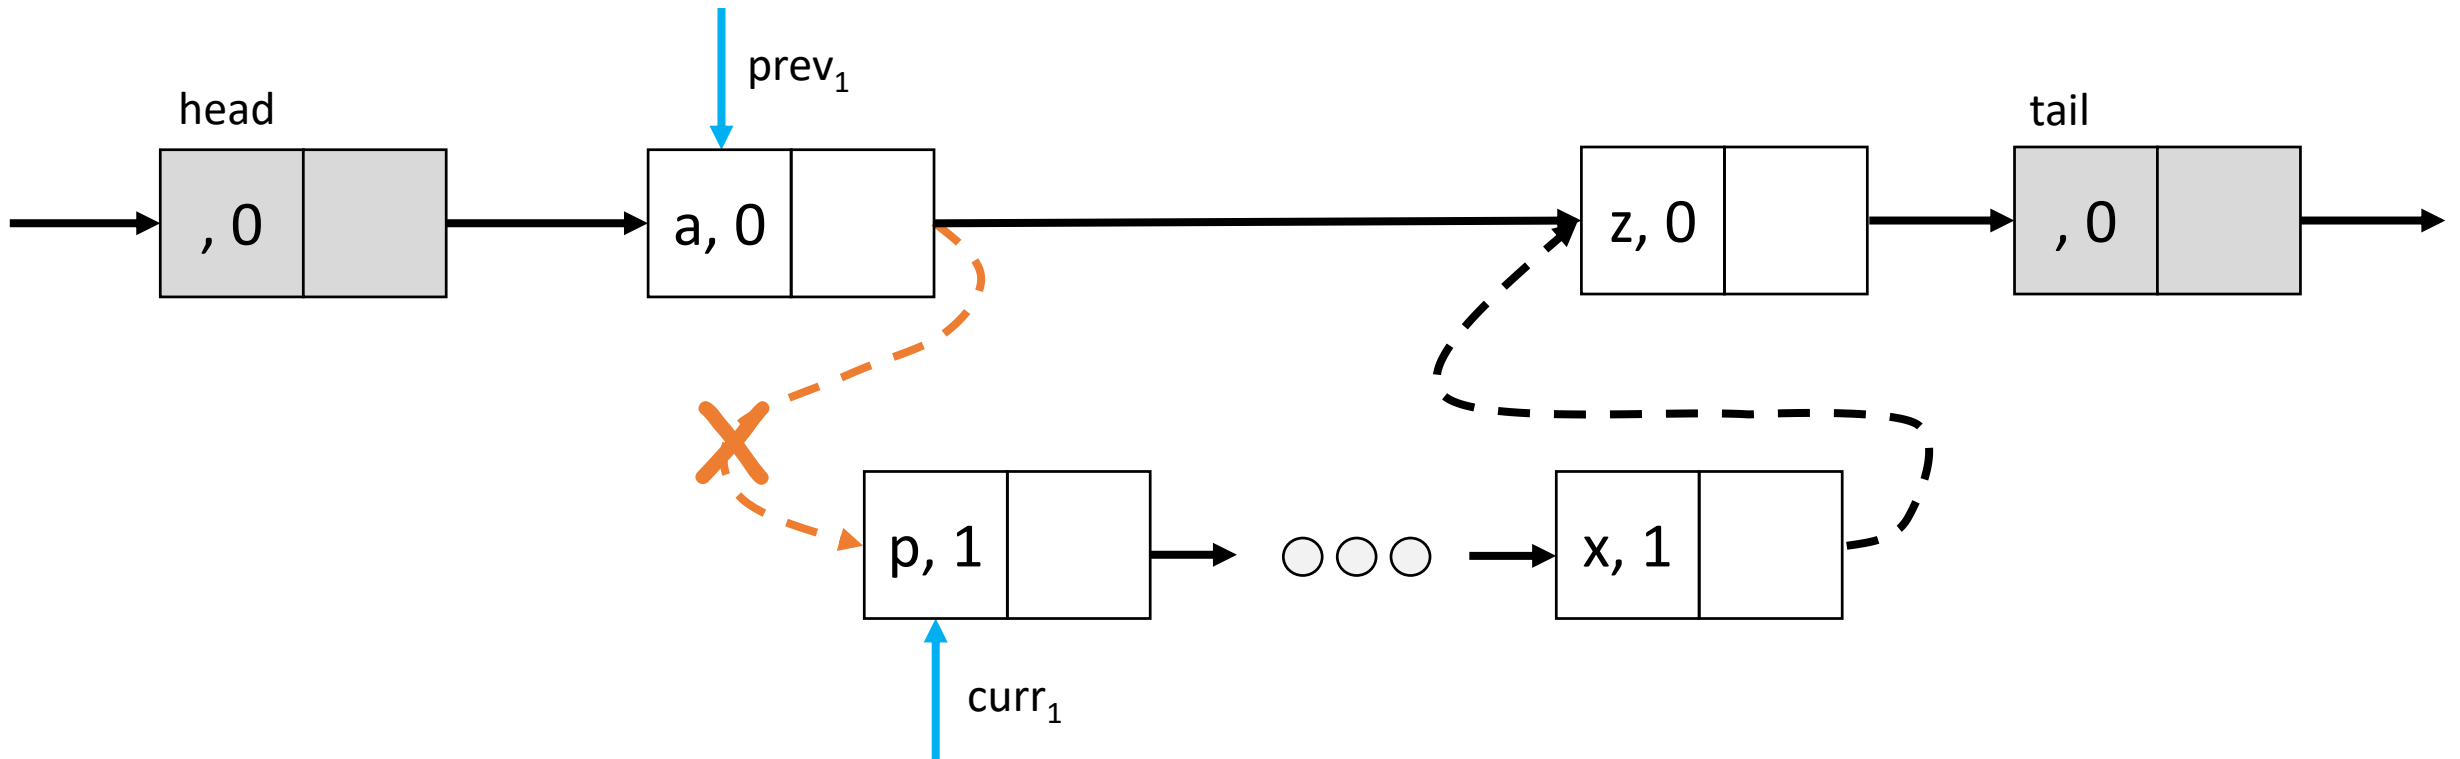 prev₁
head
tail
, 0
a, 0
z, 0
, 0
p, 1
x, 1
curr₁